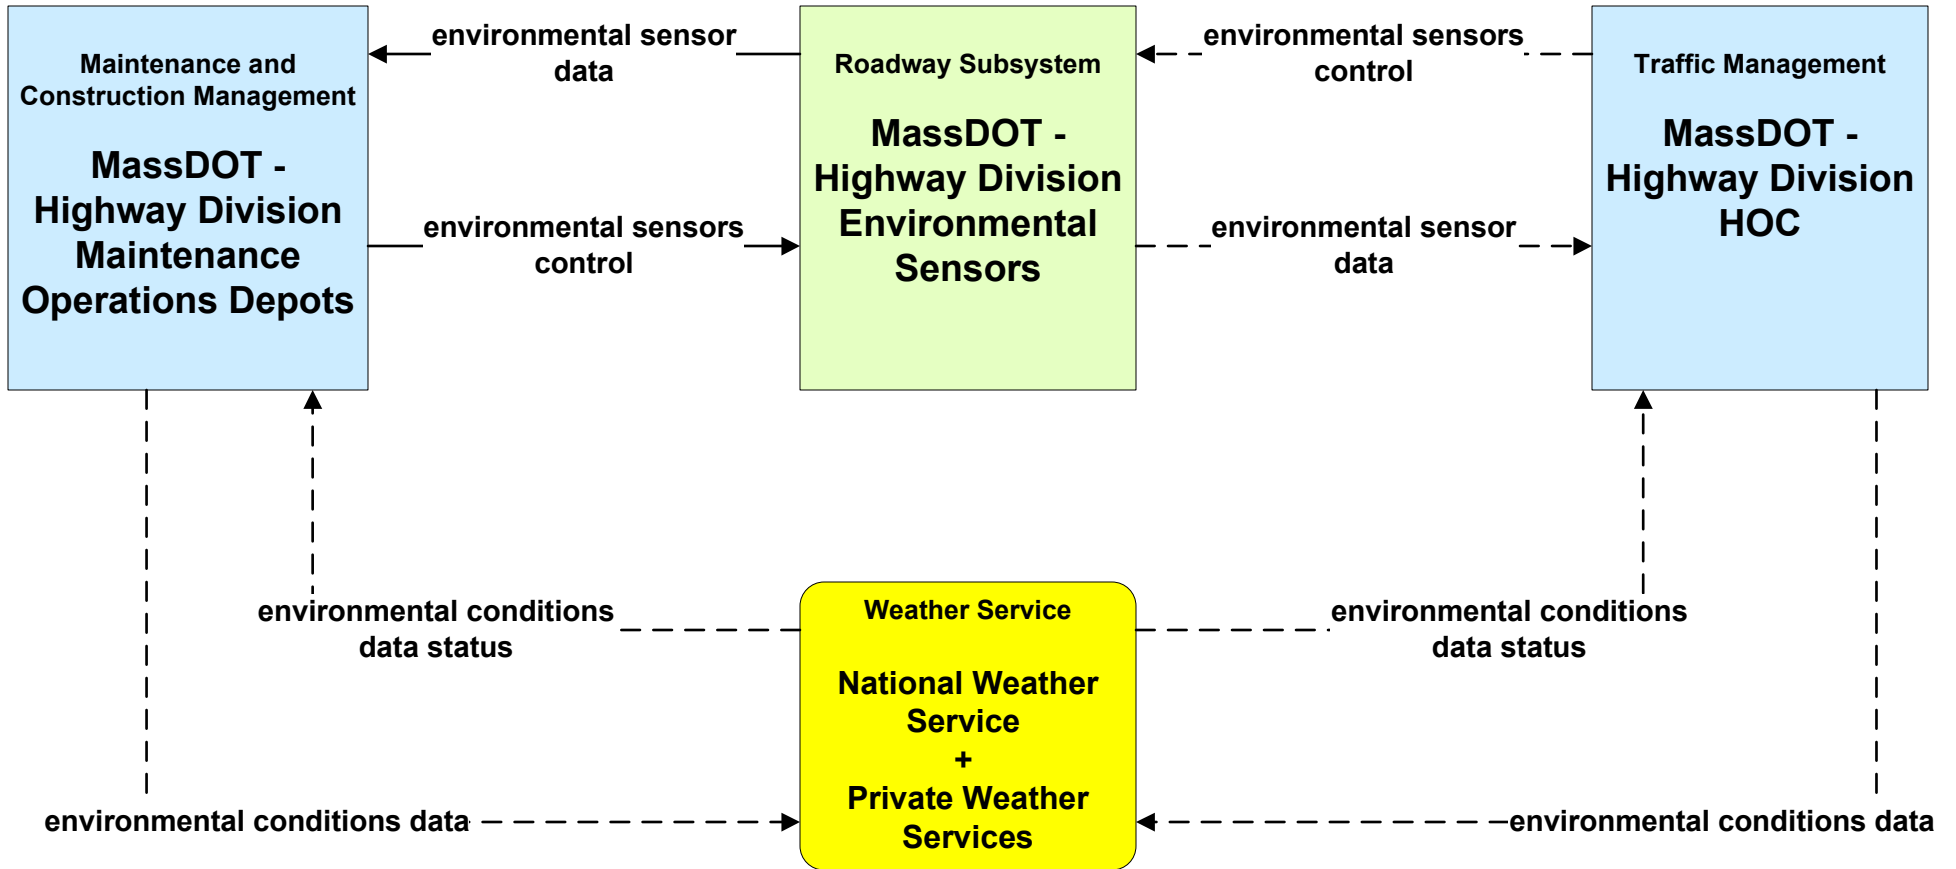 Maintenance and
Construction Management
MassDOT -
Highway Division
Maintenance
Operations Depots
environmental sensor
data
environmental sensors
control
Roadway Subsystem
MassDOT -
Highway Division
Environmental
Sensors
environmental sensors
control
environmental sensor
data
Traffic Management
MassDOT -
Highway Division
HOC
environmental conditions
data status
Weather Service
National Weather
Service
+
Private Weather
Services
environmental conditions
data status
environmental conditions data
environmental conditions data